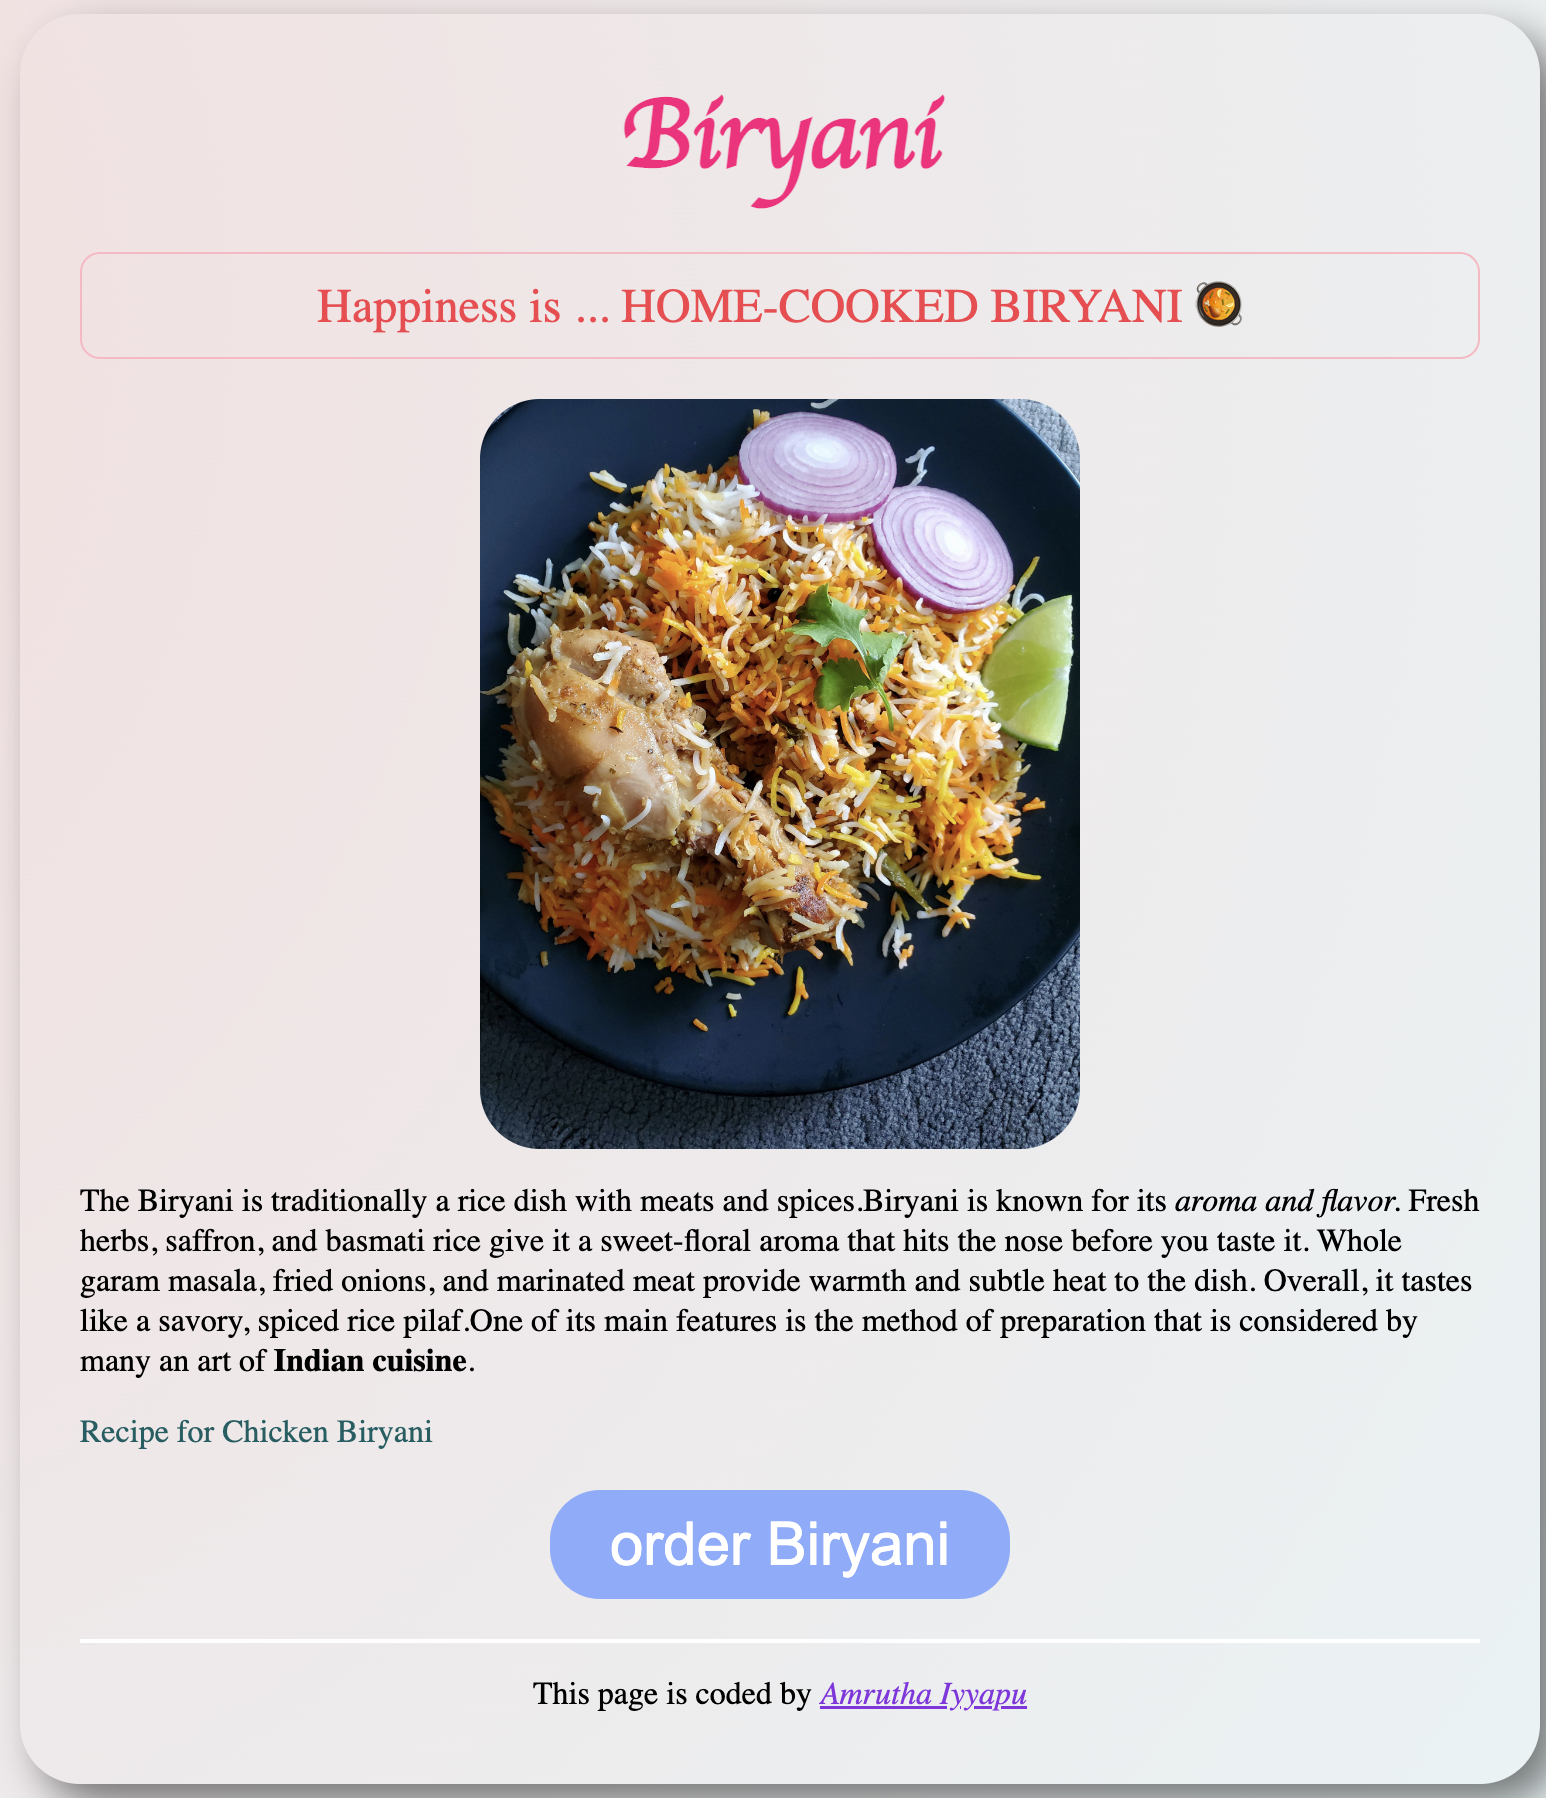 Biryani
Happiness is ... HOME-COOKED BIRYANI 🥘
The Biryani is traditionally a rice dish with meats and spices.Biryani is known for its aroma and flavor. Fresh
herbs, saffron, and basmati rice give it a sweet-floral aroma that hits the nose before you taste it. Whole
garam masala, fried onions, and marinated meat provide warmth and subtle heat to the dish. Overall, it tastes
like a savory, spiced rice pilaf.One of its main features is the method of preparation that is considered by
many an art of Indian cuisine.
Recipe for Chicken Biryani
order Biryani
This page is coded by Amrutha Iyyapu